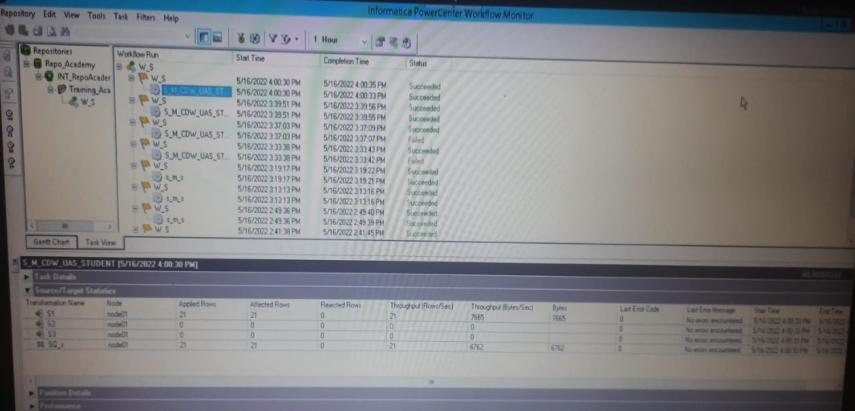 Informatica PowerCenter Workflow Monitor
Repository Edit View Tools Task Filters Help
1 Hour
Repositories
Repo_Academy
INT_RepoAcader
Training_Aca
W_S
Workflow Run Start Time Completion Time Status
W_S
W_S 5/16/2022 4:00:30 PM 5/16/2022 4:00:35 PM Succeeded
S_M_CDW_UAS_ST... 5/16/2022 4:00:30 PM 5/16/2022 4:00:33 PM Succeeded
W_S 5/16/2022 3:39:51 PM 5/16/2022 3:39:56 PM Succeeded
S_M_CDW_UAS_ST... 5/16/2022 3:39:51 PM 5/16/2022 3:39:55 PM Succeeded
W_S 5/16/2022 3:37:03 PM 5/16/2022 3:37:09 PM Succeeded
S_M_CDW_UAS_ST... 5/16/2022 3:37:03 PM 5/16/2022 3:37:07 PM Failed
W_S 5/16/2022 3:33:38 PM 5/16/2022 3:33:43 PM Succeeded
S_M_CDW_UAS_ST... 5/16/2022 3:33:38 PM 5/16/2022 3:33:42 PM Failed
W_S 5/16/2022 3:19:17 PM 5/16/2022 3:19:22 PM Succeeded
s_m_s 5/16/2022 3:19:17 PM 5/16/2022 3:19:21 PM Succeeded
W_S 5/16/2022 3:13:13 PM 5/16/2022 3:13:16 PM Succeeded
s_m_s 5/16/2022 3:13:13 PM 5/16/2022 3:13:16 PM Succeeded
W_S 5/16/2022 2:49:36 PM 5/16/2022 2:49:40 PM Succeeded
s_m_s 5/16/2022 2:49:36 PM 5/16/2022 2:49:39 PM Succeeded
W_S 5/16/2022 2:41:38 PM 5/16/2022 2:41:45 PM Succeeded
Gantt Chart Task View
S_M_CDW_UAS_STUDENT [5/16/2022 4:00:30 PM]
Task Details
Source/Target Statistics
Transformation Name Node Applied Rows Affected Rows Rejected Rows Throughput (Rows/Sec) Throughput (Bytes/Sec) Bytes Last Error Code Last Error Message Start Time End Time
S1 node01 21 21 0 21 7665 7665 0 No errors encountered.
S2 node01 0 0 0 0 0 0 No errors encountered.
S3 node01 0 0 0 0 0 0 No errors encountered.
SQ_s node01 21 21 0 21 6762 6762 0 No errors encountered.
Partition Details
Performance